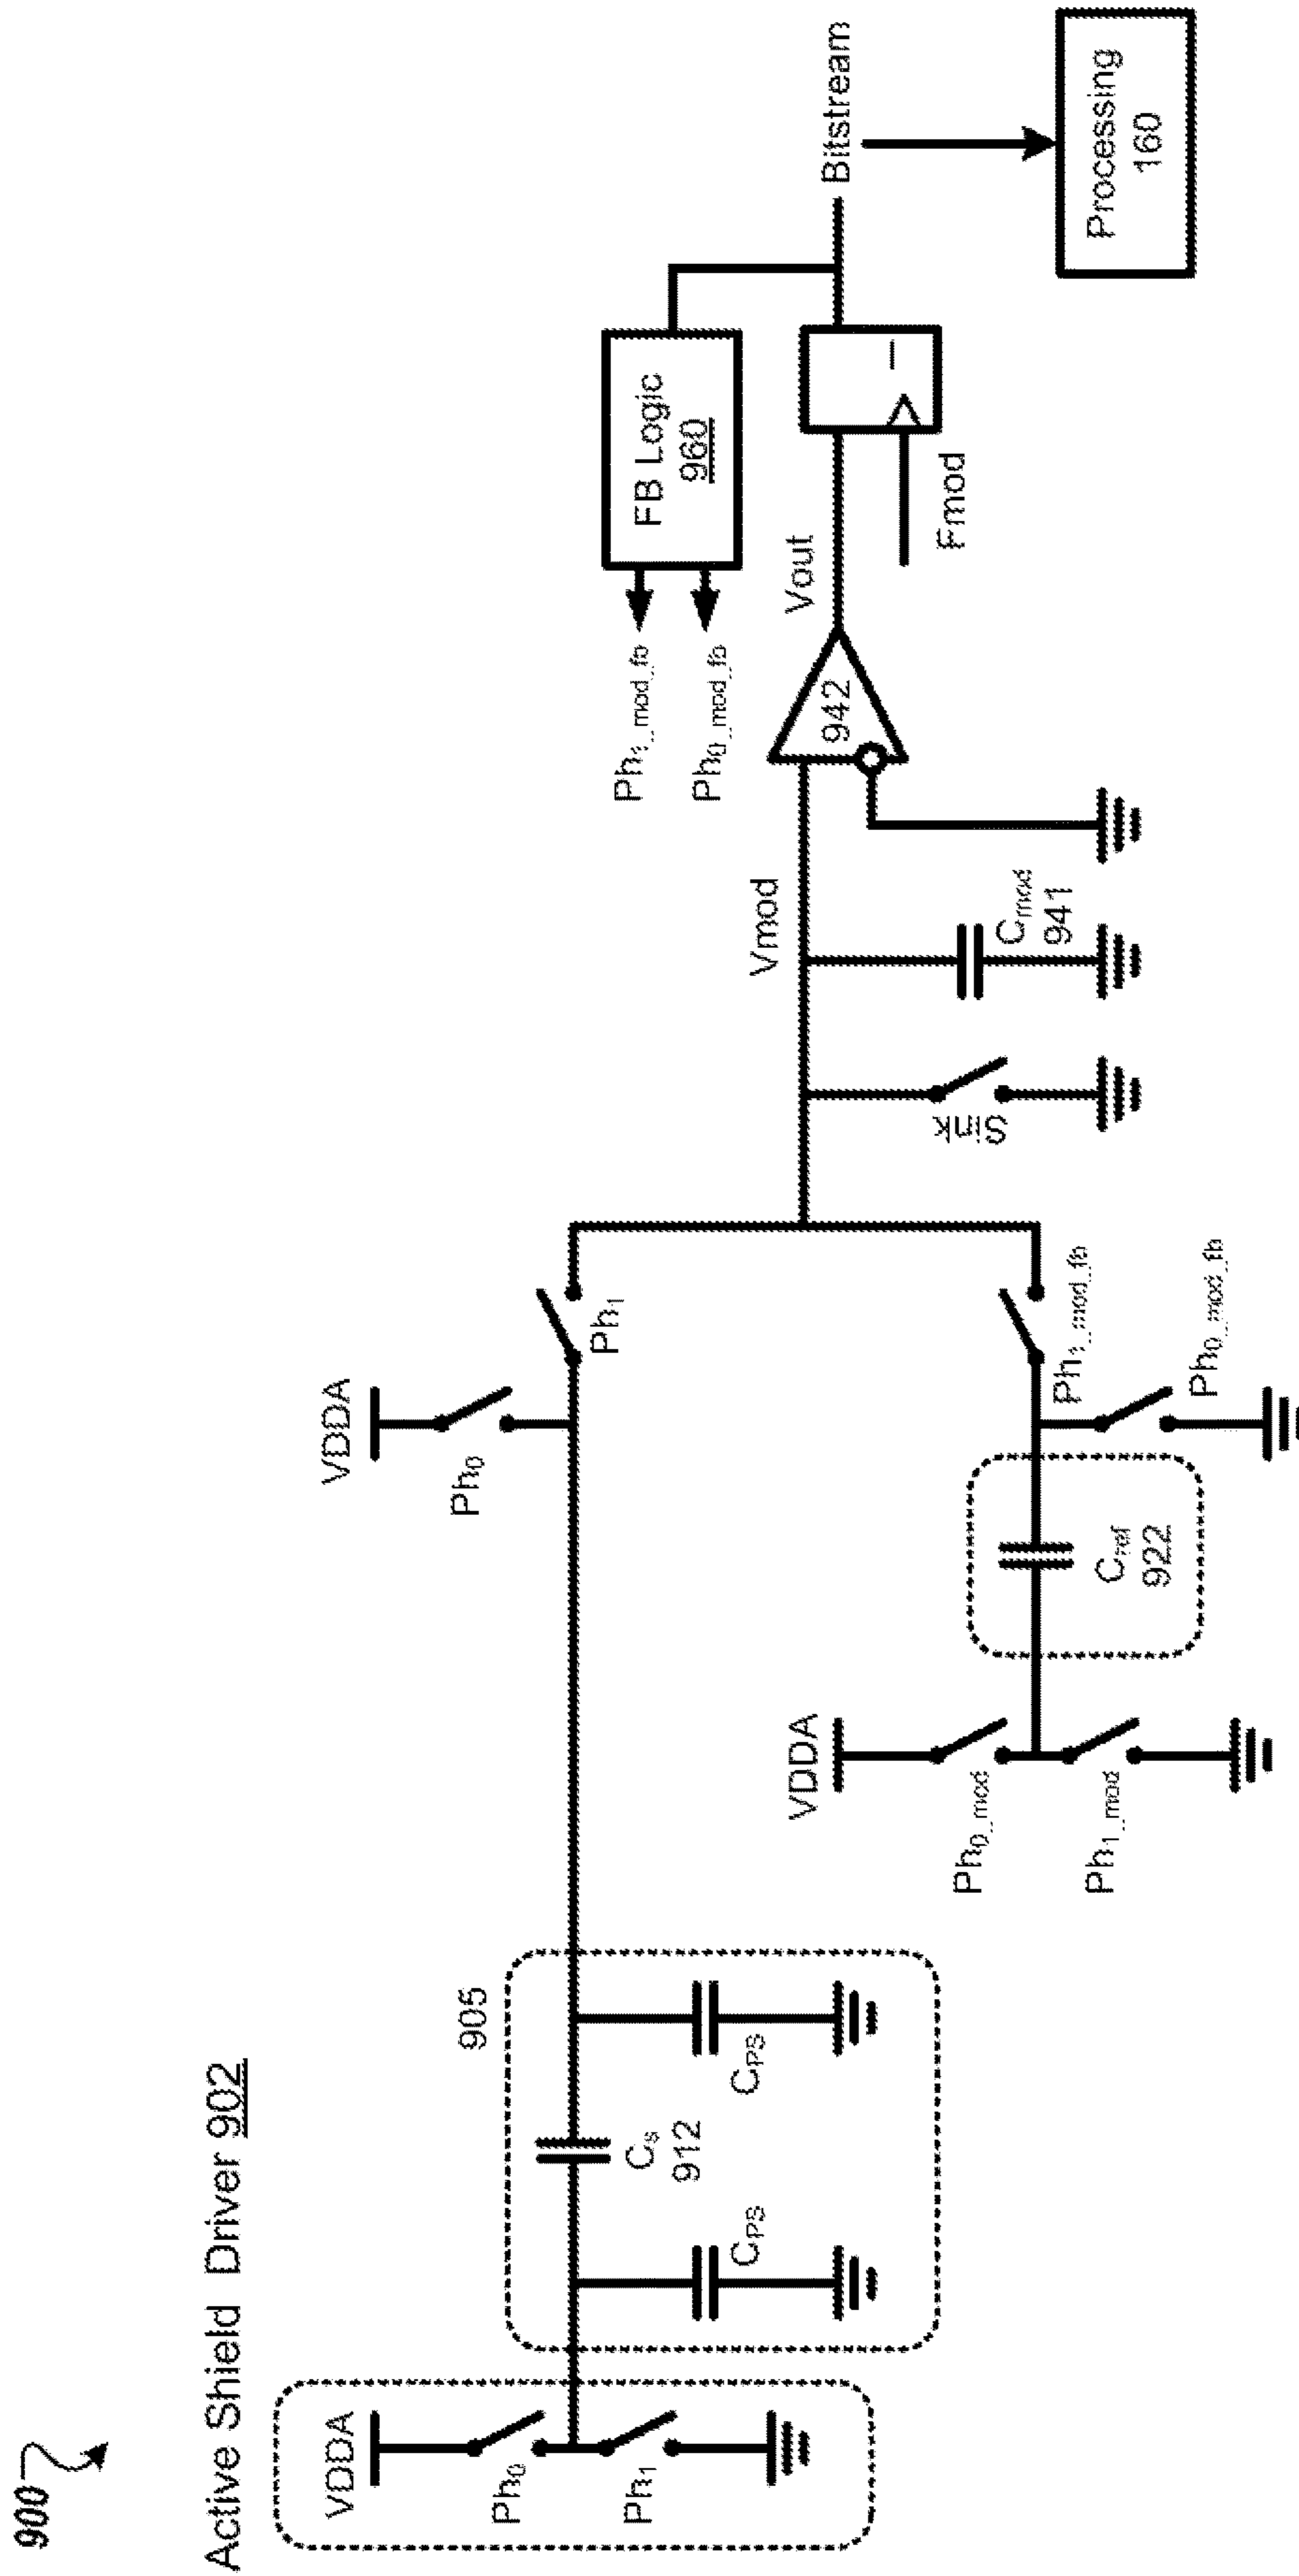 900
Active Shield Driver 902
VDDA
Ph0
Ph1
905
Cs
912
CPS
CPS
VDDA
Ph0
Ph1
VDDA
Ph0_mod
Ph1_mod
Cref
922
Ph1_mod_fb
Ph0_mod_fb
Sink
Vmod
Cmod
941
942
Vout
Ph1_mod_fb
Ph0_mod_fb
FB Logic
960
Fmod
Bitstream
Processing
160